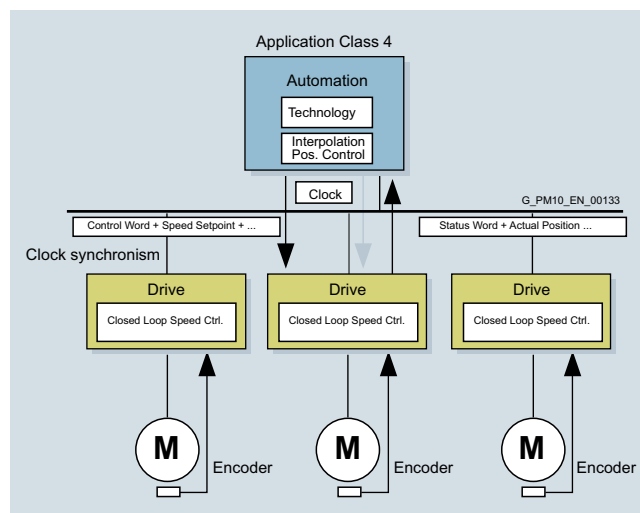 Application Class 4
Automation
Technology
Interpolation
Pos. Control
Clock
G_PM10_EN_00133
Control Word + Speed Setpoint + ...
Status Word + Actual Position ...
Clock synchronism
Drive
Drive
Drive
Closed Loop Speed Ctrl.
Closed Loop Speed Ctrl.
Closed Loop Speed Ctrl.
M
M
M
Encoder
Encoder
Encoder